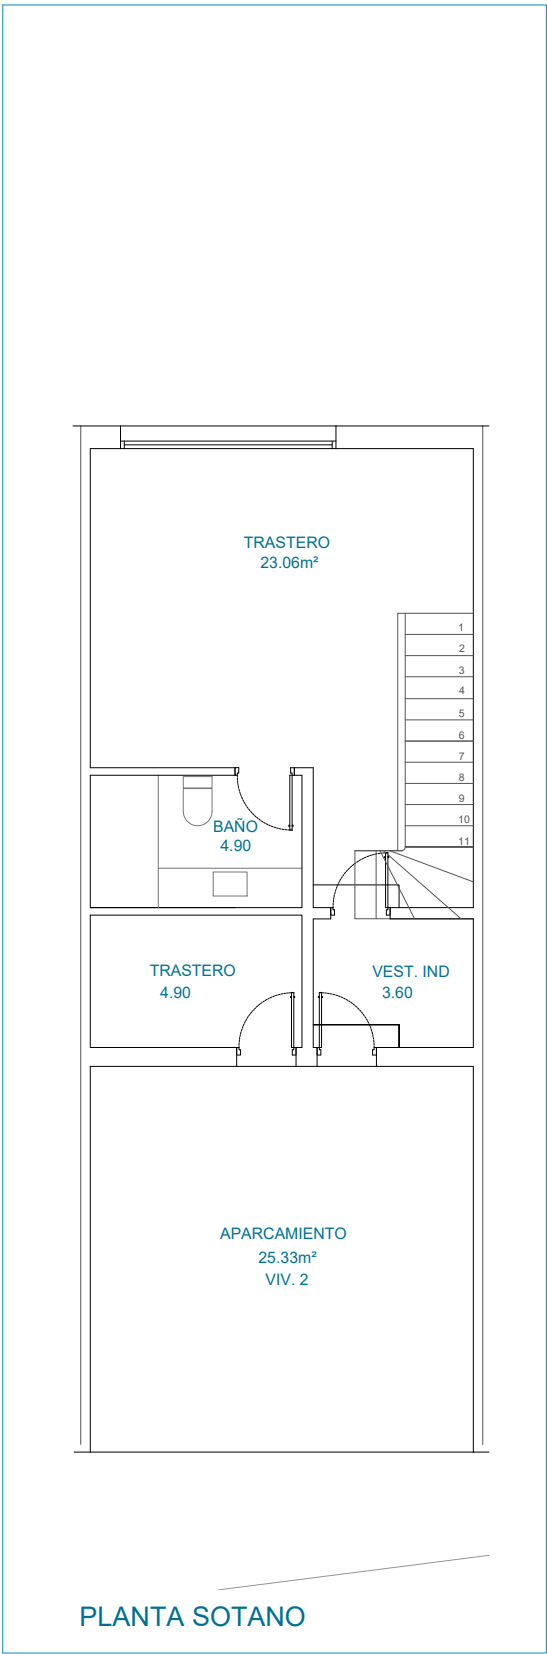 TRASTERO
23.06m²
1
2
3
4
5
6
7
8
9
10
11
BAÑO
4.90
TRASTERO
4.90
VEST. IND
3.60
APARCAMIENTO
25.33m²
VIV. 2
PLANTA SOTANO